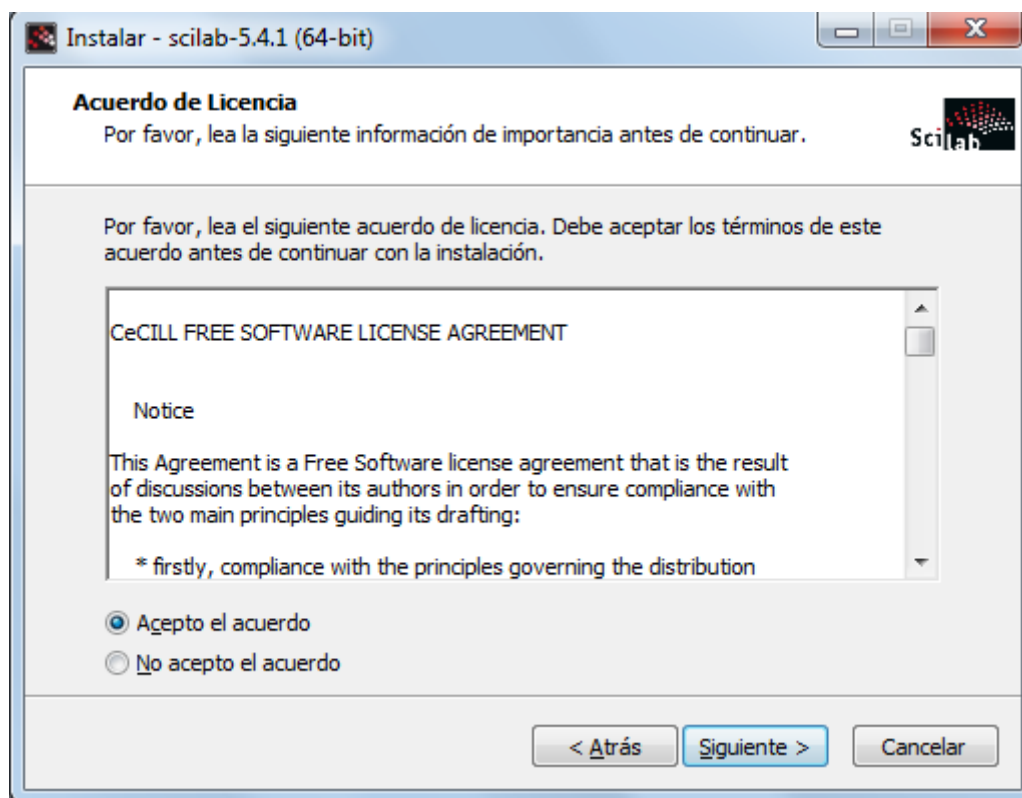 Instalar - scilab-5.4.1 (64-bit)
Acuerdo de Licencia
Por favor, lea la siguiente información de importancia antes de continuar.
Scilab
Por favor, lea el siguiente acuerdo de licencia. Debe aceptar los términos de este
acuerdo antes de continuar con la instalación.
CeCILL FREE SOFTWARE LICENSE AGREEMENT
Notice
This Agreement is a Free Software license agreement that is the result
of discussions between its authors in order to ensure compliance with
the two main principles guiding its drafting:
* firstly, compliance with the principles governing the distribution
Acepto el acuerdo
No acepto el acuerdo
< Atrás
Siguiente >
Cancelar